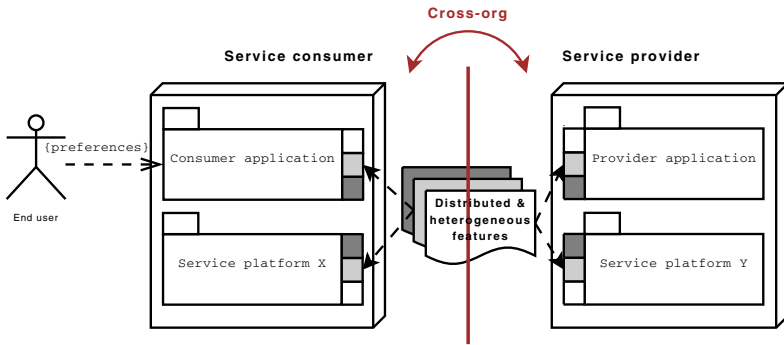 Cross-org
Service consumer
Service provider
{preferences}
Consumer application
Provider application
Distributed &
heterogeneous
features
End user
Service platform X
Service platform Y